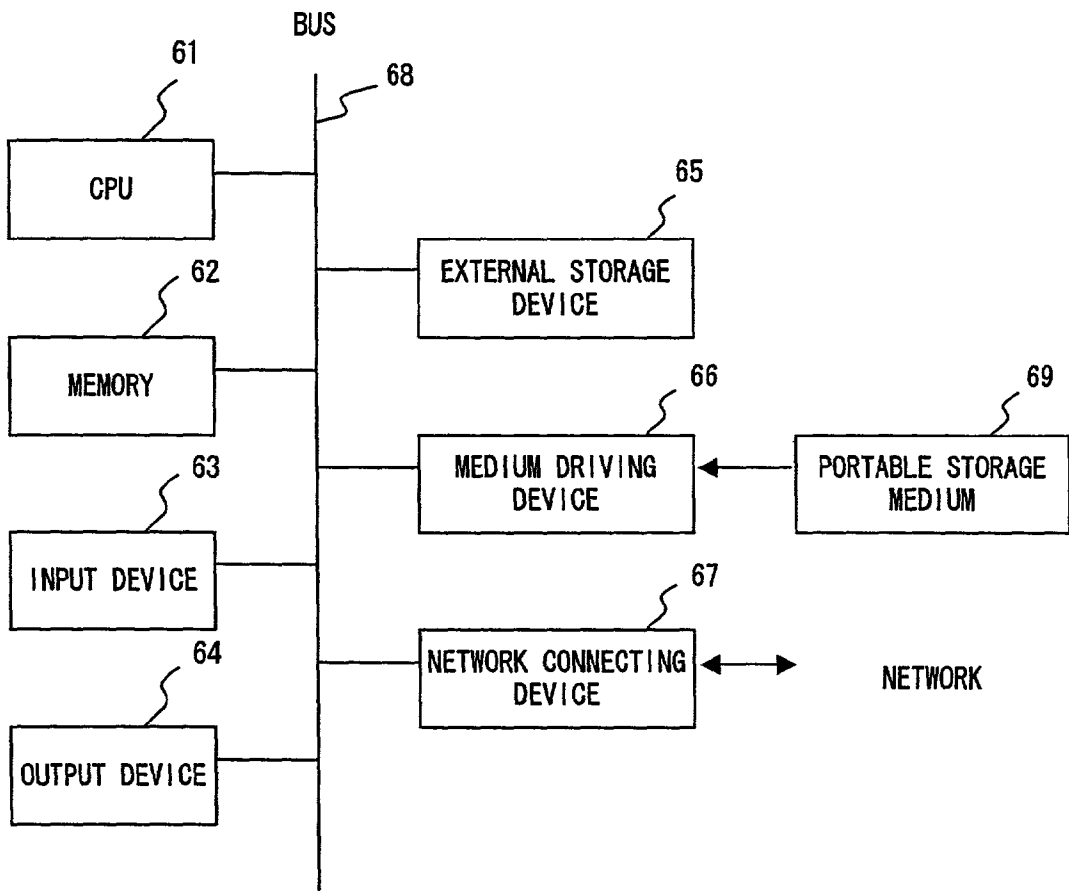 BUS
61
68
CPU
65
EXTERNAL STORAGE
DEVICE
62
MEMORY
66
69
MEDIUM DRIVING
DEVICE
PORTABLE STORAGE
MEDIUM
63
INPUT DEVICE
67
NETWORK CONNECTING
DEVICE
NETWORK
64
OUTPUT DEVICE